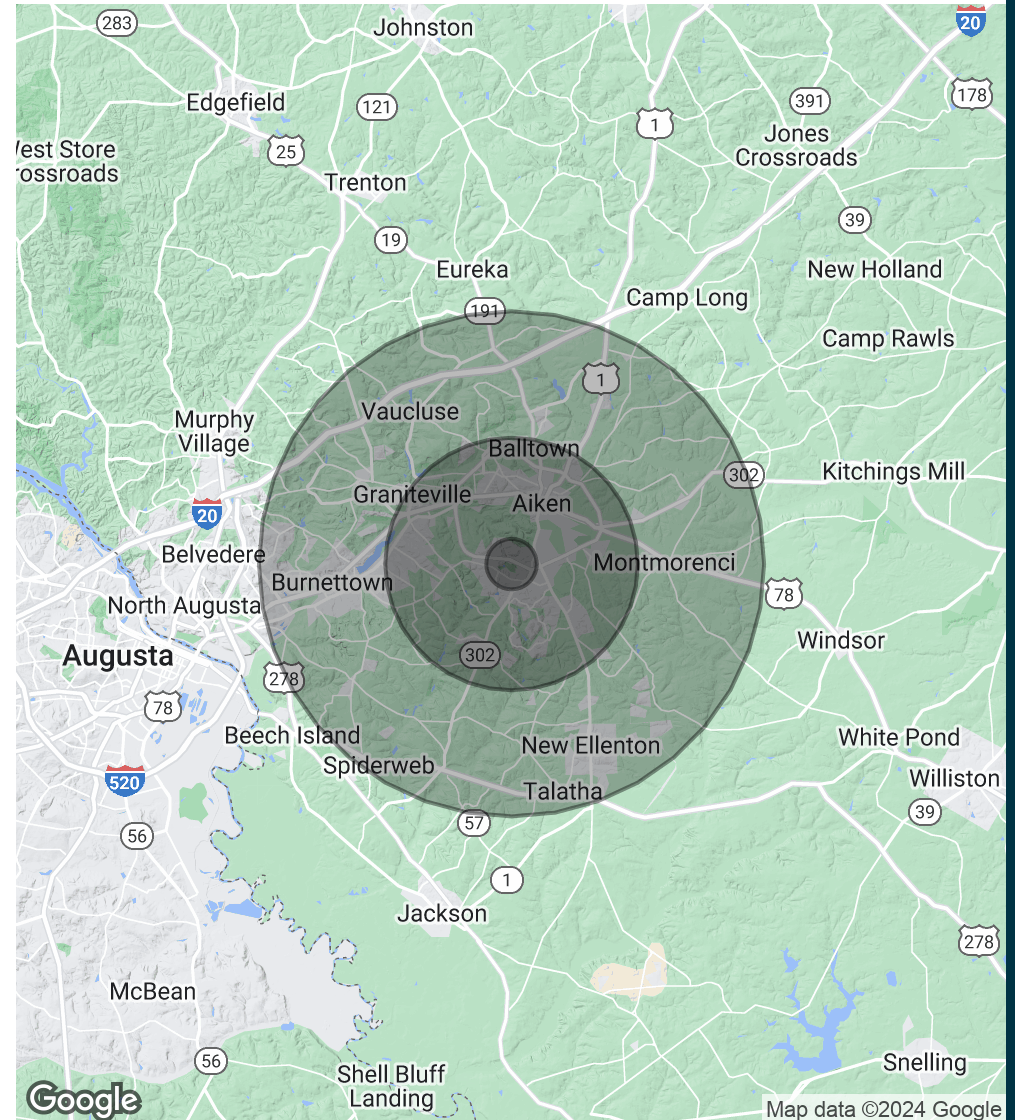 Johnston
20
283
Edgefield
121
391
178
1
Jones
Crossroads
25
Trenton
39
19
Eureka
New Holland
Camp Long
191
Camp Rawls
1
Vaucluse
Murphy
Village
Balltown
302
Kitchings Mill
Graniteville
Aiken
20
Belvedere
Montmorenci
Burnettown
78
North Augusta
Windsor
Augusta
302
278
78
Beech Island
New Ellenton
White Pond
Spiderweb
Williston
520
Talatha
39
57
56
1
Jackson
278
McBean
56
Snelling
Shell Bluff
Landing
Google
Map data ©2024 Google